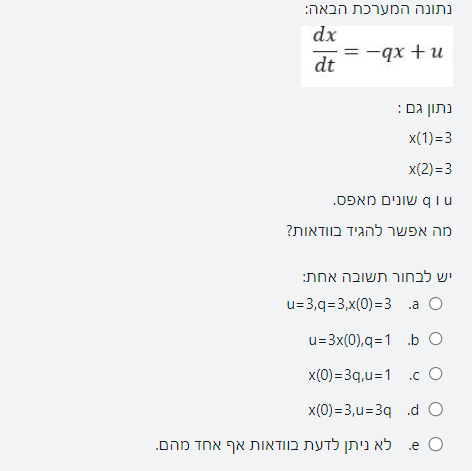 נתונה המערכת הבאה:
dx/dt = −qx + u
נתון גם :
x(1)=3
x(2)=3
u ו q שונים מאפס.
מה אפשר להגיד בוודאות?
יש לבחור תשובה אחת:
a. u=3,q=3,x(0)=3
b. u=3x(0),q=1
c. x(0)=3q,u=1
d. x(0)=3,u=3q
e. לא ניתן לדעת בוודאות אף אחד מהם.